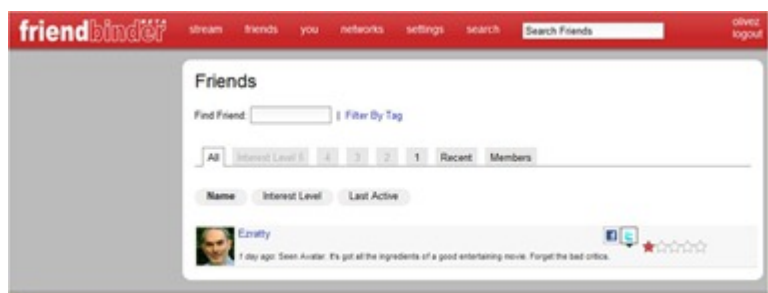 friendbinder
stream friends you networks settings search Search Friends olivez
logout
Friends
Find Friend: | Filter By Tag
All Interest Level 5 4 3 2 1 Recent Members
Name Interest Level Last Active
Ezratty
1 day ago: Seen Avatar. It's got all the ingredients of a good entertaining movie. Forget the bad critics.